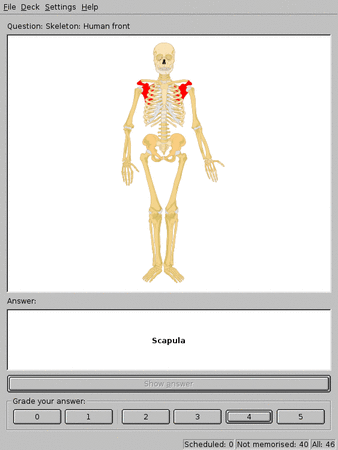 File Deck Settings Help
Question: Skeleton: Human front
Answer:
Scapula
Show answer
Grade your answer:
0 1 2 3 4 5
Scheduled: 0 Not memorised: 40 All: 46